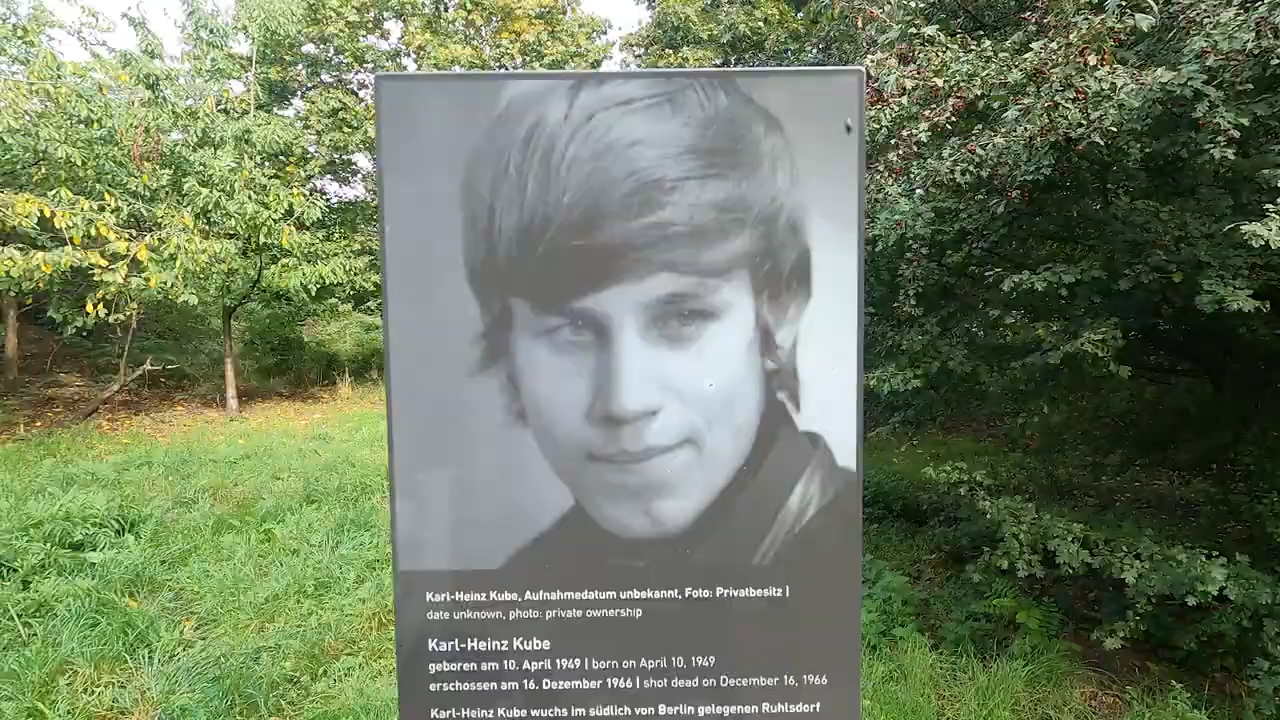 Karl-Heinz Kube, Aufnahmedatum unbekannt, Foto: Privatbesitz |
date unknown, photo: private ownership
Karl-Heinz Kube
geboren am 10. April 1949 | born on April 10, 1949
erschossen am 16. Dezember 1966 | shot dead on December 16, 1966
Karl-Heinz Kube wuchs im südlich von Berlin gelegenen Ruhlsdorf